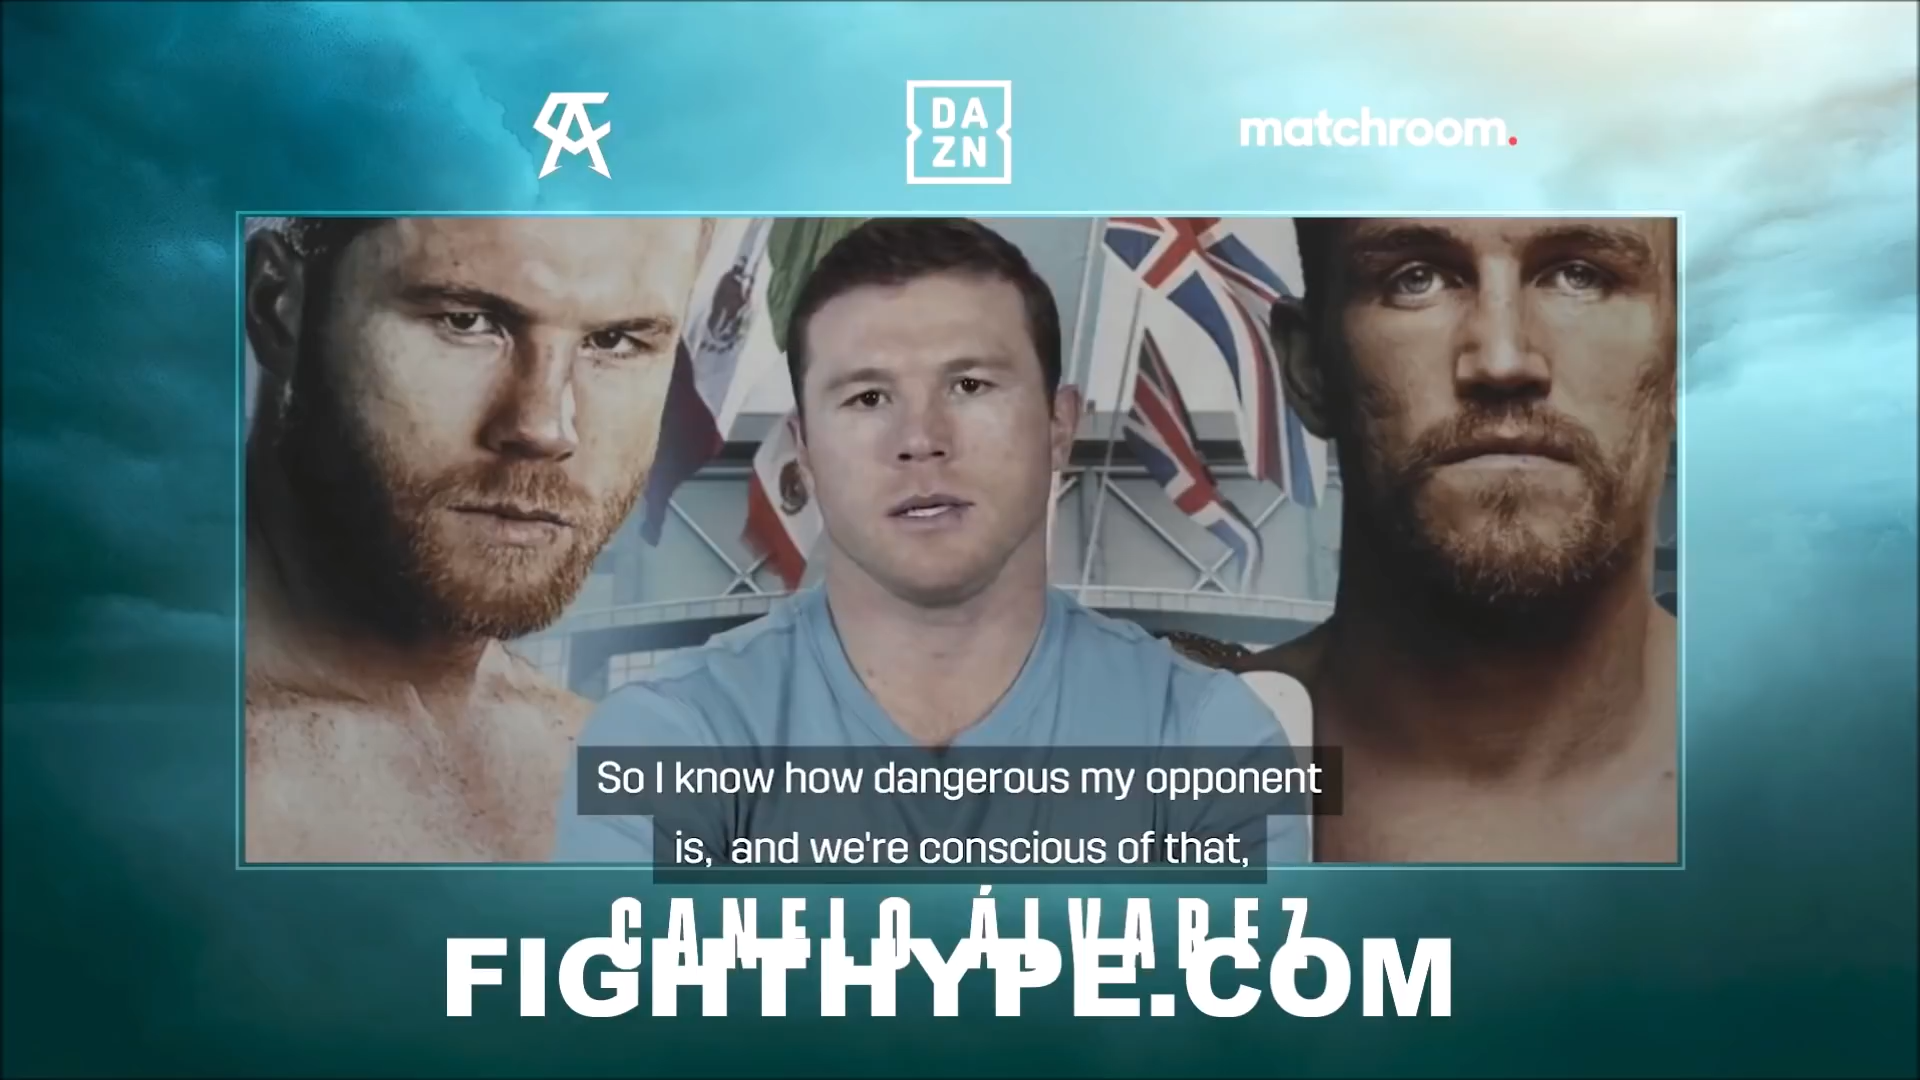 DA
ZN
matchroom.
So I know how dangerous my opponent
is, and we're conscious of that,
CANELO ÁLVAREZ
FIGHTHYPE.COM